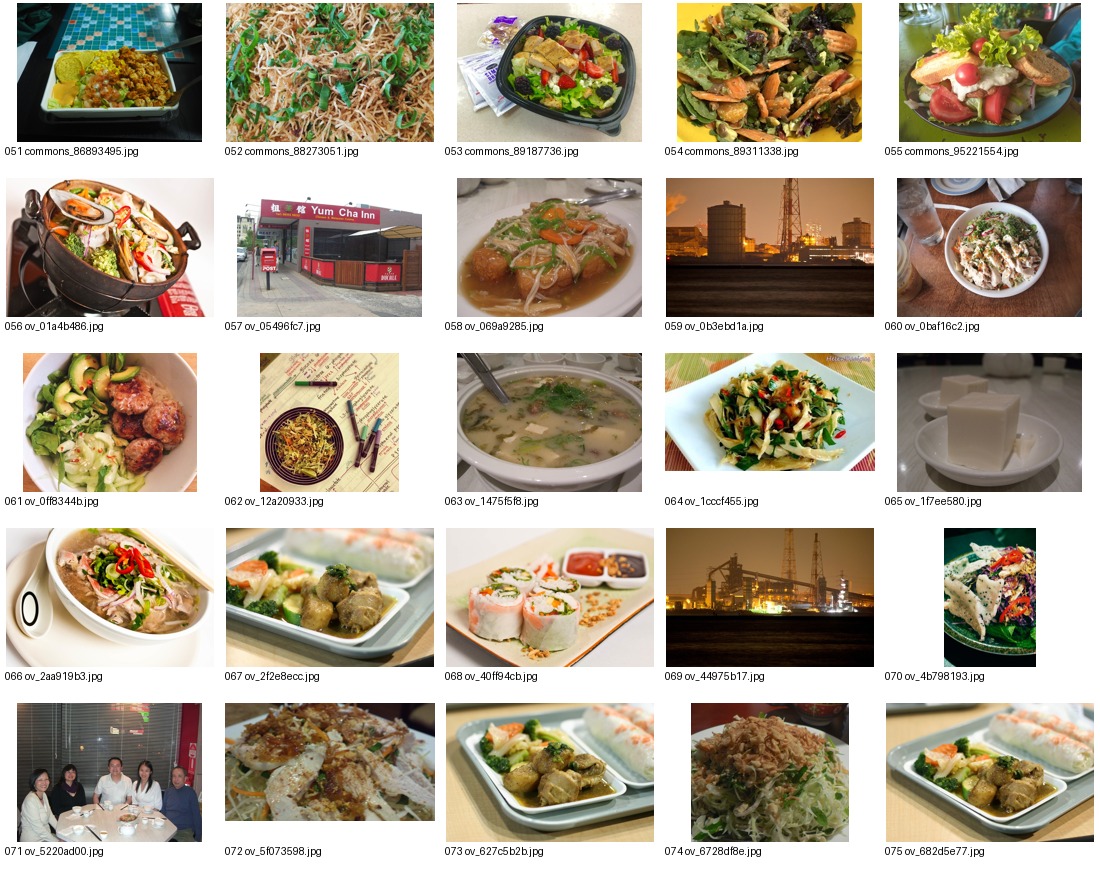 051 commons_86893495.jpg
052 commons_88273051.jpg
053 commons_89187736.jpg
054 commons_89311338.jpg
055 commons_95221554.jpg
恒 館 Yum Cha Inn
POST
056 ov_01a4b486.jpg
057 ov_05496fc7.jpg
058 ov_069a9285.jpg
059 ov_0b3ebd1a.jpg
060 ov_0baf16c2.jpg
061 ov_0ff8344b.jpg
062 ov_12a20933.jpg
063 ov_1475f5f8.jpg
064 ov_1cccf455.jpg
065 ov_1f7ee580.jpg
066 ov_2aa919b3.jpg
067 ov_2f2e8ecc.jpg
068 ov_40ff94cb.jpg
069 ov_44975b17.jpg
070 ov_4b798193.jpg
071 ov_5220ad00.jpg
072 ov_5f073598.jpg
073 ov_627c5b2b.jpg
074 ov_6728df8e.jpg
075 ov_682d5e77.jpg